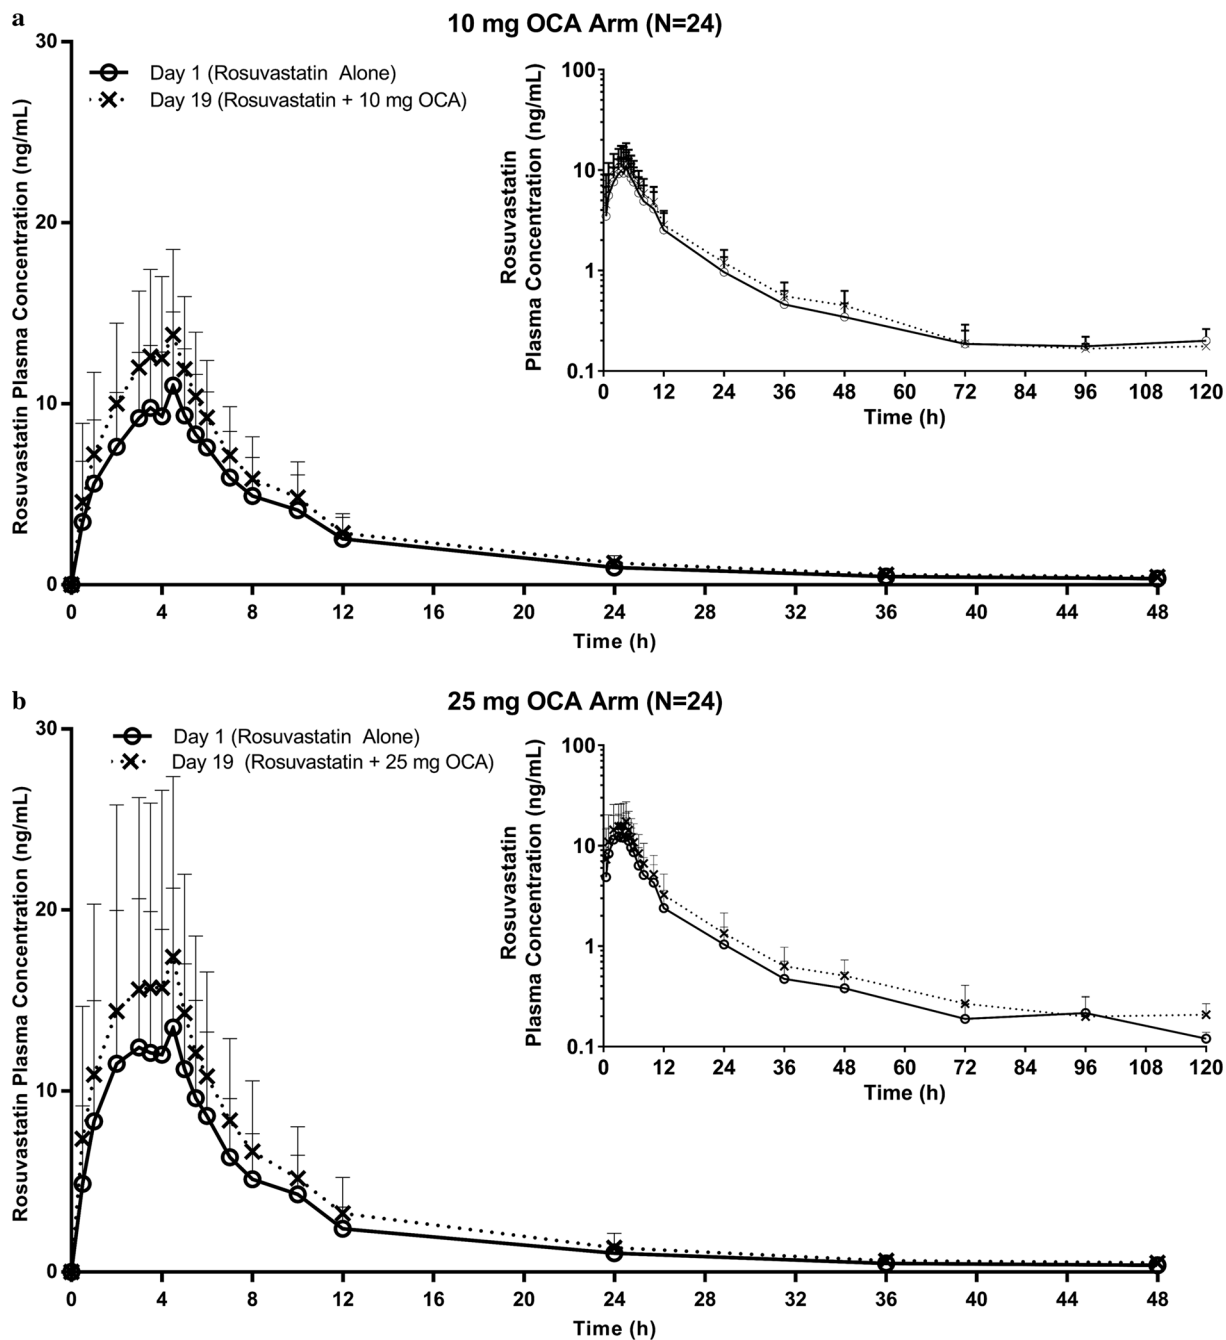 a
10 mg OCA Arm (N=24)
Rosuvastatin Plasma Concentration (ng/mL)
30
20
10
0
Day 1 (Rosuvastatin Alone)
Day 19 (Rosuvastatin + 10 mg OCA)
Rosuvastatin
Plasma Concentration (ng/mL)
100
10
1
0.1
0 12 24 36 48 60 72 84 96 108 120
Time (h)
0 4 8 12 16 20 24 28 32 36 40 44 48
Time (h)
b
25 mg OCA Arm (N=24)
Rosuvastatin Plasma Concentration (ng/mL)
30
20
10
0
Day 1 (Rosuvastatin Alone)
Day 19 (Rosuvastatin + 25 mg OCA)
Rosuvastatin
Plasma Concentration (ng/mL)
100
10
1
0.1
0 12 24 36 48 60 72 84 96 108 120
Time (h)
0 4 8 12 16 20 24 28 32 36 40 44 48
Time (h)